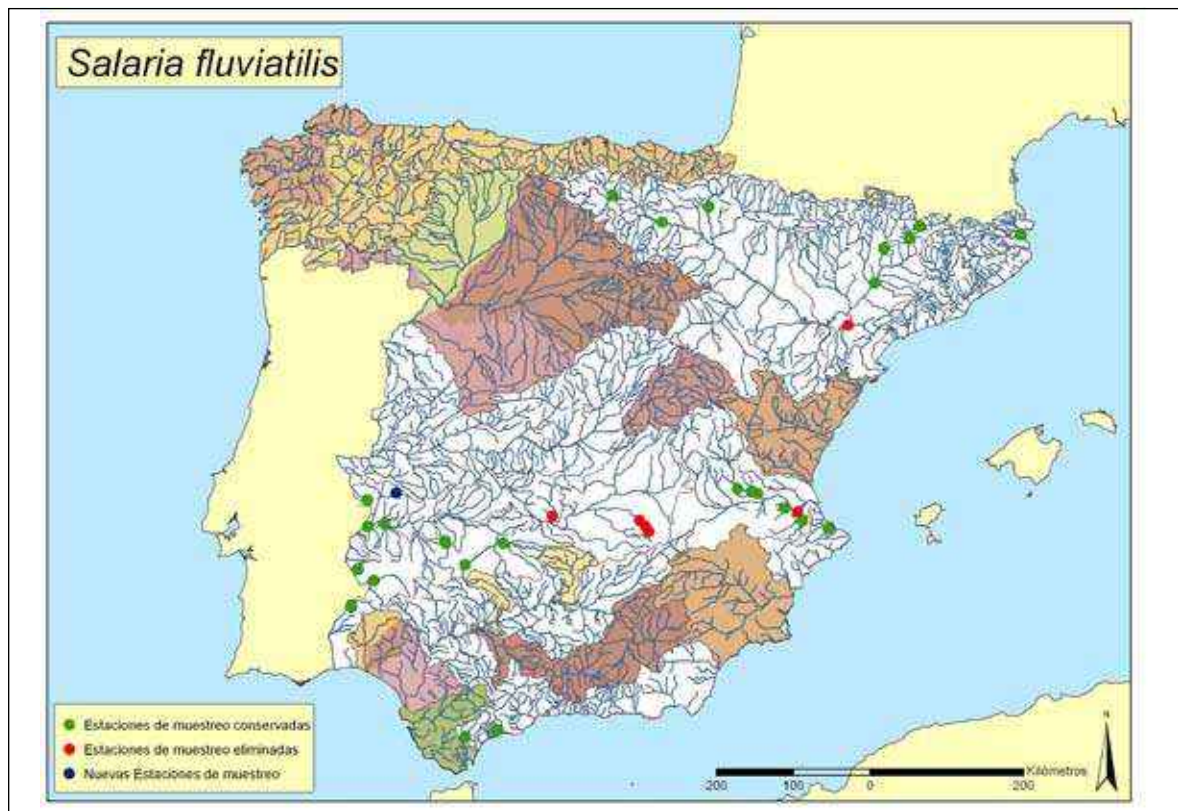 Salaria fluviatilis
Estaciones de muestreo conservadas
Estaciones de muestreo eliminadas
Nuevas Estaciones de muestreo
N
Kilómetros
200 100 0 200